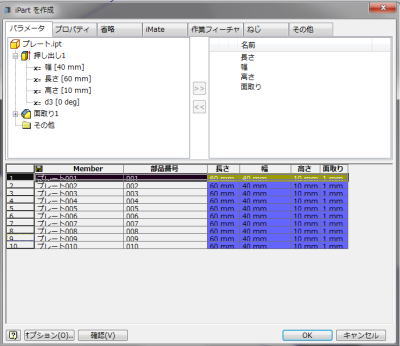 iPart を作成
パラメータ プロパティ 省略 iMate 作業フィーチャ ねじ その他
プレート.ipt
押し出し1
x= 幅 [40 mm]
x= 長さ [60 mm]
x= 高さ [10 mm]
x= d3 [0 deg]
面取り1
その他
>>
<<
名前
長さ
幅
高さ
面取り
Member 部品番号 長さ 幅 高さ 面取り
1 プレート001 001 60 mm 40 mm 10 mm 1 mm
2 プレート002 002 60 mm 40 mm 10 mm 1 mm
3 プレート003 003 60 mm 40 mm 10 mm 1 mm
4 プレート004 004 60 mm 40 mm 10 mm 1 mm
5 プレート005 005 60 mm 40 mm 10 mm 1 mm
6 プレート006 006 60 mm 40 mm 10 mm 1 mm
7 プレート007 007 60 mm 40 mm 10 mm 1 mm
8 プレート008 008 60 mm 40 mm 10 mm 1 mm
9 プレート009 009 60 mm 40 mm 10 mm 1 mm
10 プレート010 010 60 mm 40 mm 10 mm 1 mm
オプション(O).. 確認(V) OK キャンセル